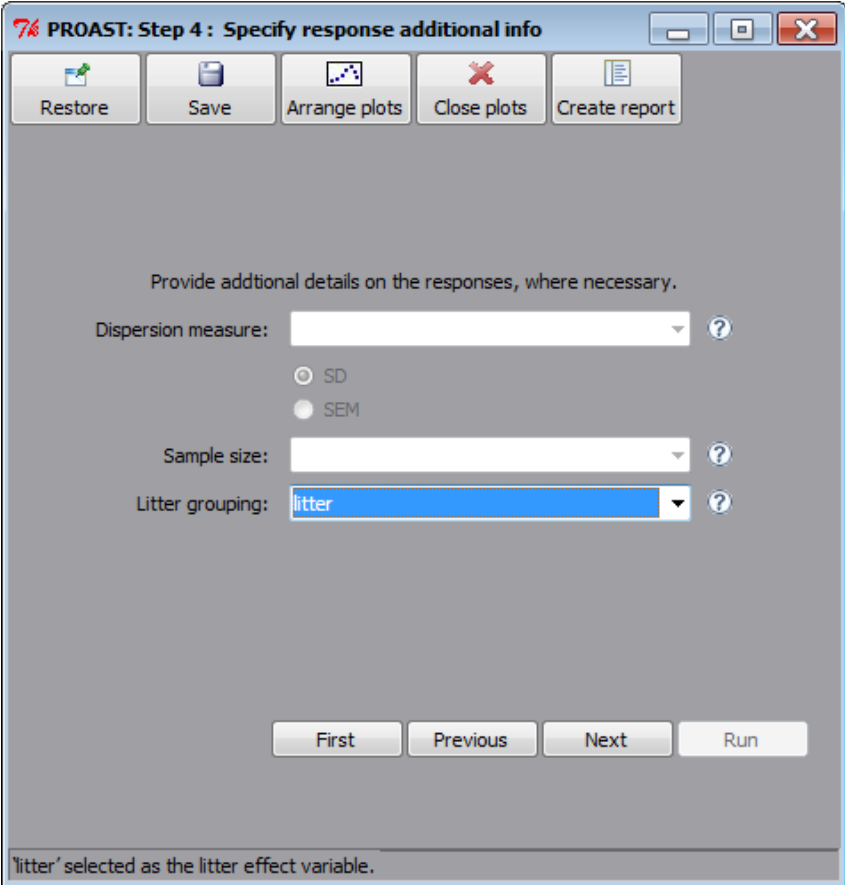 PROAST: Step 4 : Specify response additional info
Restore Save Arrange plots Close plots Create report
Provide addtional details on the responses, where necessary.
Dispersion measure:
SD
SEM
Sample size:
Litter grouping: litter
First Previous Next Run
'litter' selected as the litter effect variable.